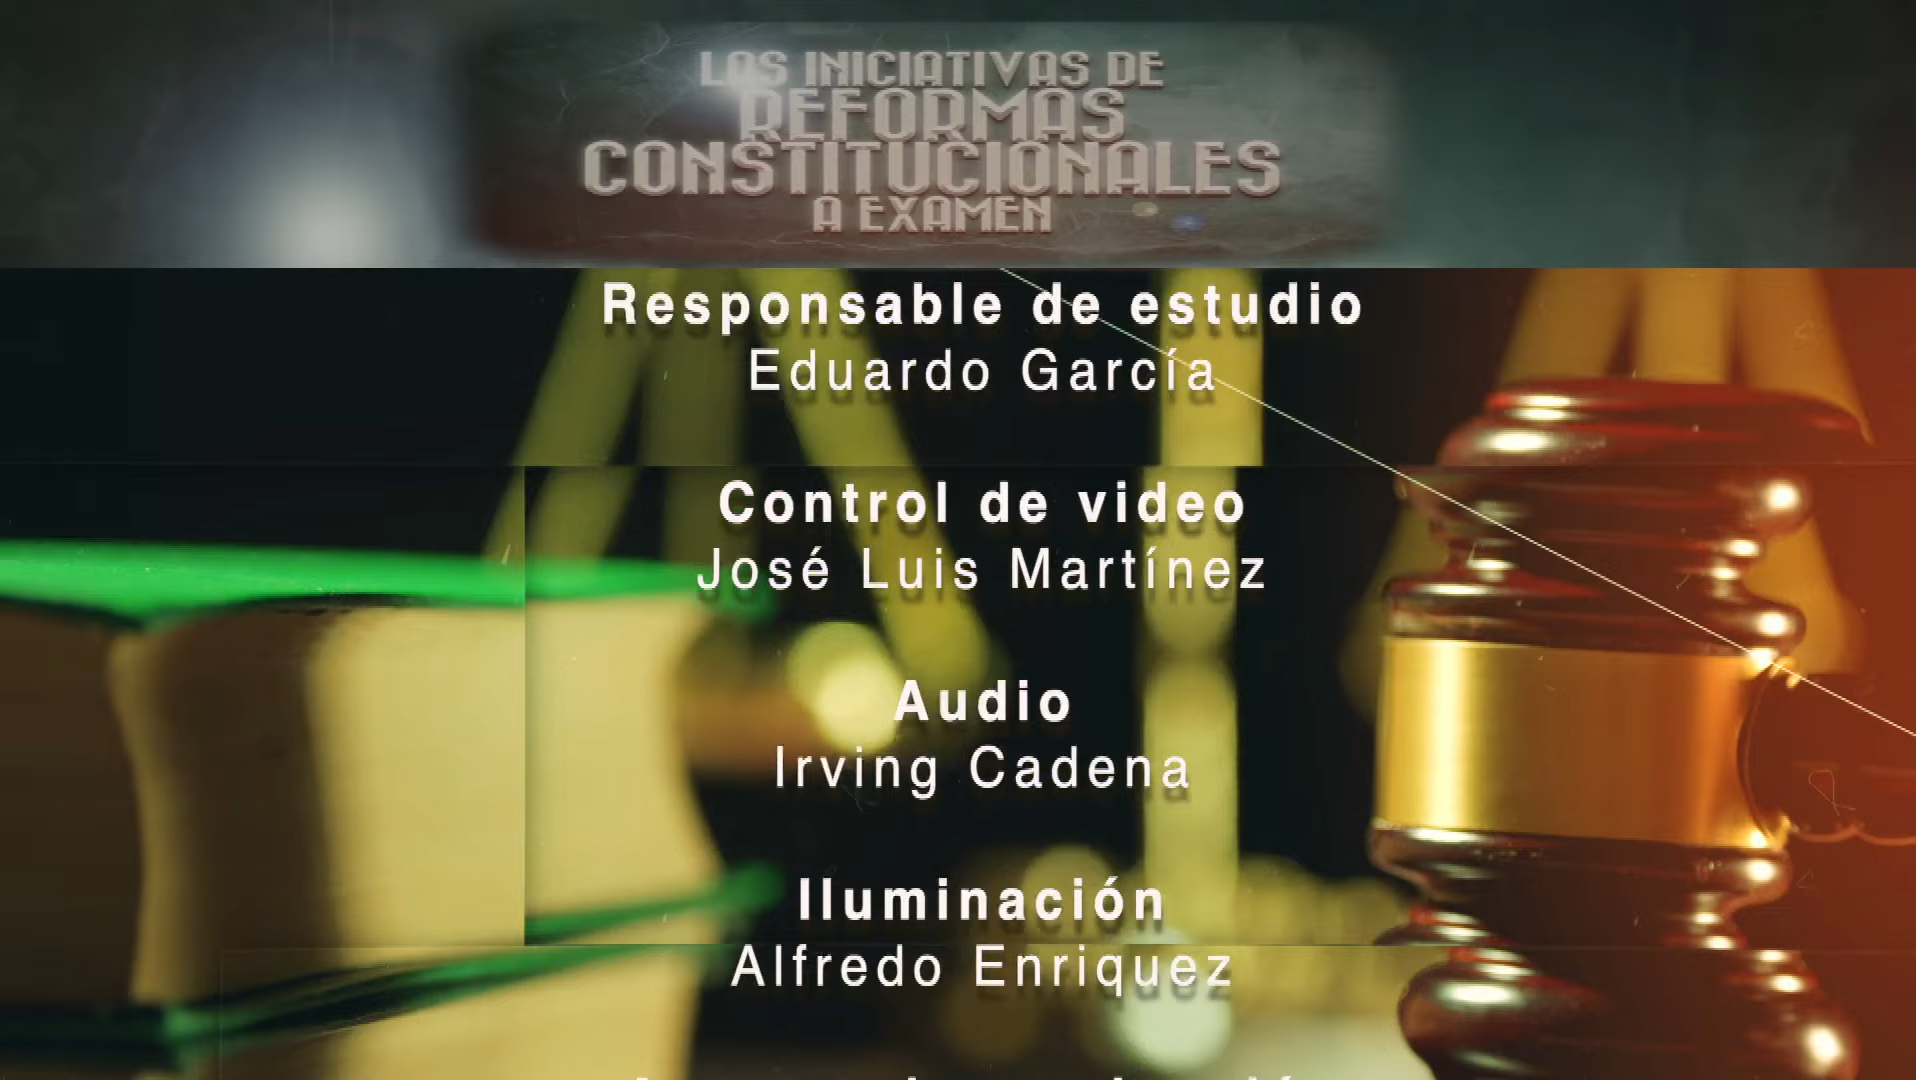 LAS INICIATIVAS DE
REFORMAS
CONSTITUCIONALES
A EXAMEN
Responsable de estudio
Eduardo García
Control de video
José Luis Martínez
Audio
Irving Cadena
Iluminación
Alfredo Enriquez